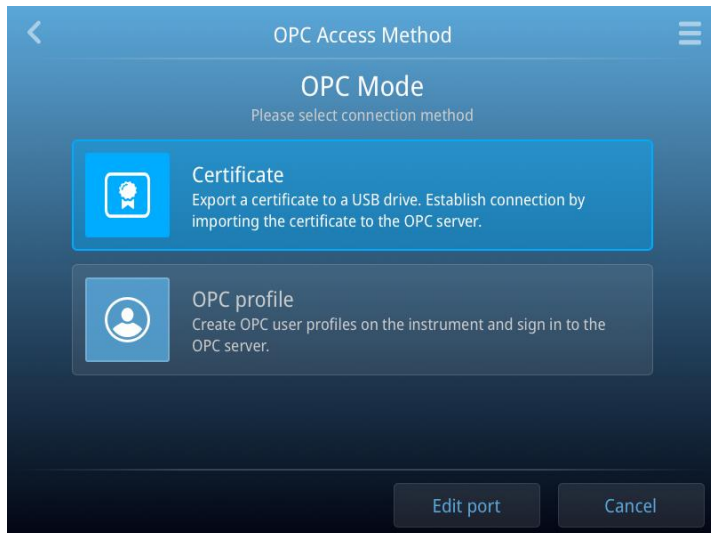 OPC Access Method
OPC Mode
Please select connection method
Certificate
Export a certificate to a USB drive. Establish connection by
importing the certificate to the OPC server.
OPC profile
Create OPC user profiles on the instrument and sign in to the
OPC server.
Edit port
Cancel